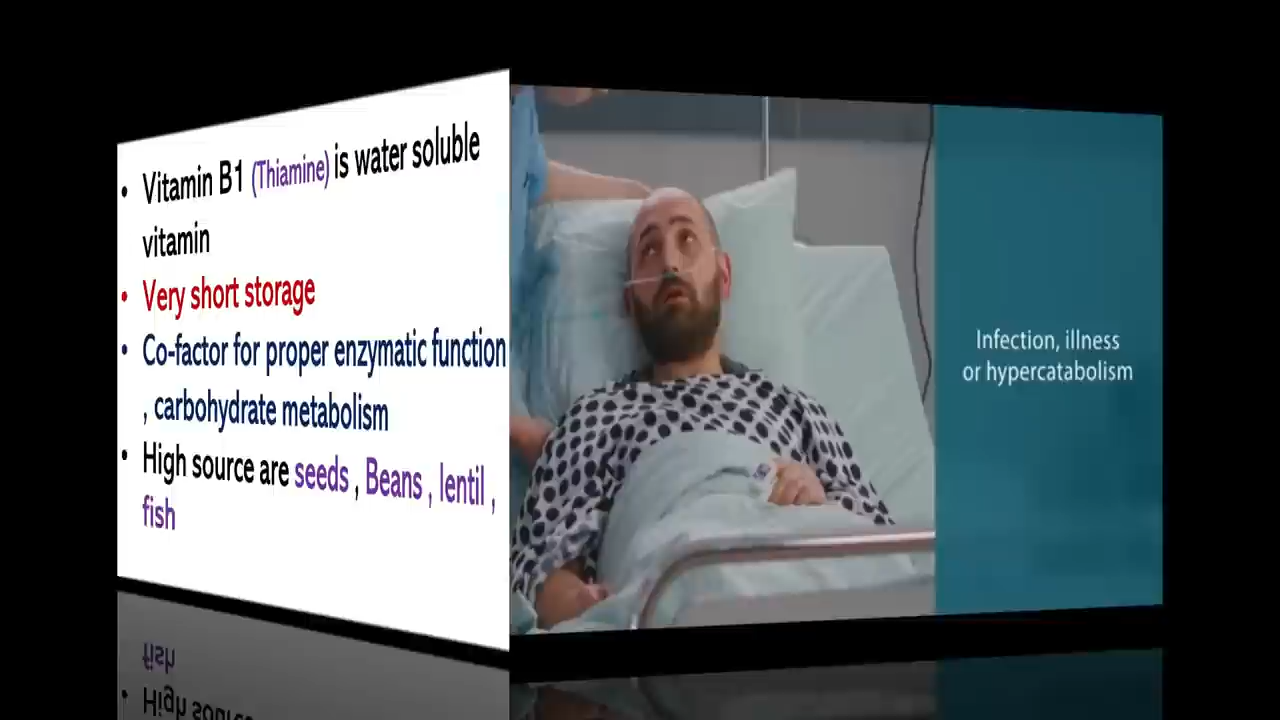 • Vitamin B1 (Thiamine) is water soluble
vitamin
• Very short storage
• Co-factor for proper enzymatic function
, carbohydrate metabolism
• High source are seeds , Beans , lentil ,
fish
Infection, illness
or hypercatabolism